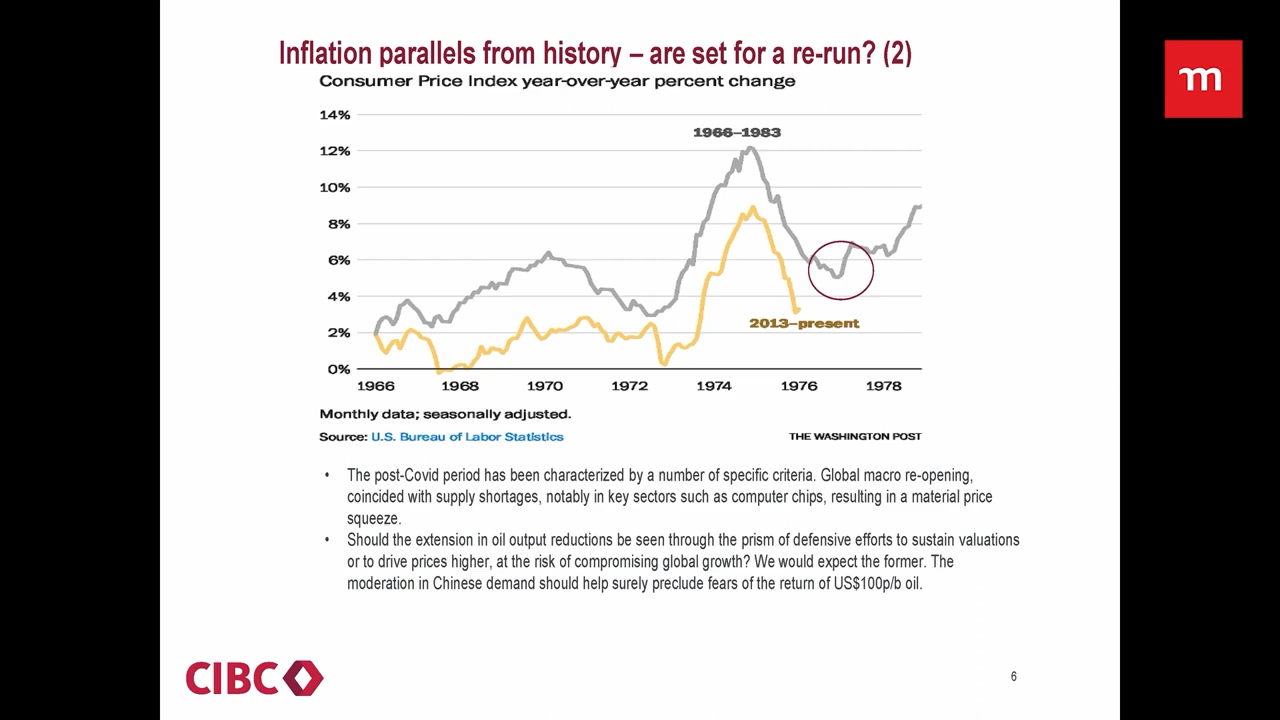 Inflation parallels from history – are set for a re-run? (2)
m
Consumer Price Index year-over-year percent change
14%
1966–1983
12%
10%
8%
6%
4%
2013–present
2%
0%
1966 1968 1970 1972 1974 1976 1978
Monthly data; seasonally adjusted.
Source: U.S. Bureau of Labor Statistics THE WASHINGTON POST
• The post-Covid period has been characterized by a number of specific criteria. Global macro re-opening,
coincided with supply shortages, notably in key sectors such as computer chips, resulting in a material price
squeeze.
• Should the extension in oil output reductions be seen through the prism of defensive efforts to sustain valuations
or to drive prices higher, at the risk of compromising global growth? We would expect the former. The
moderation in Chinese demand should help surely preclude fears of the return of US$100p/b oil.
CIBC
6